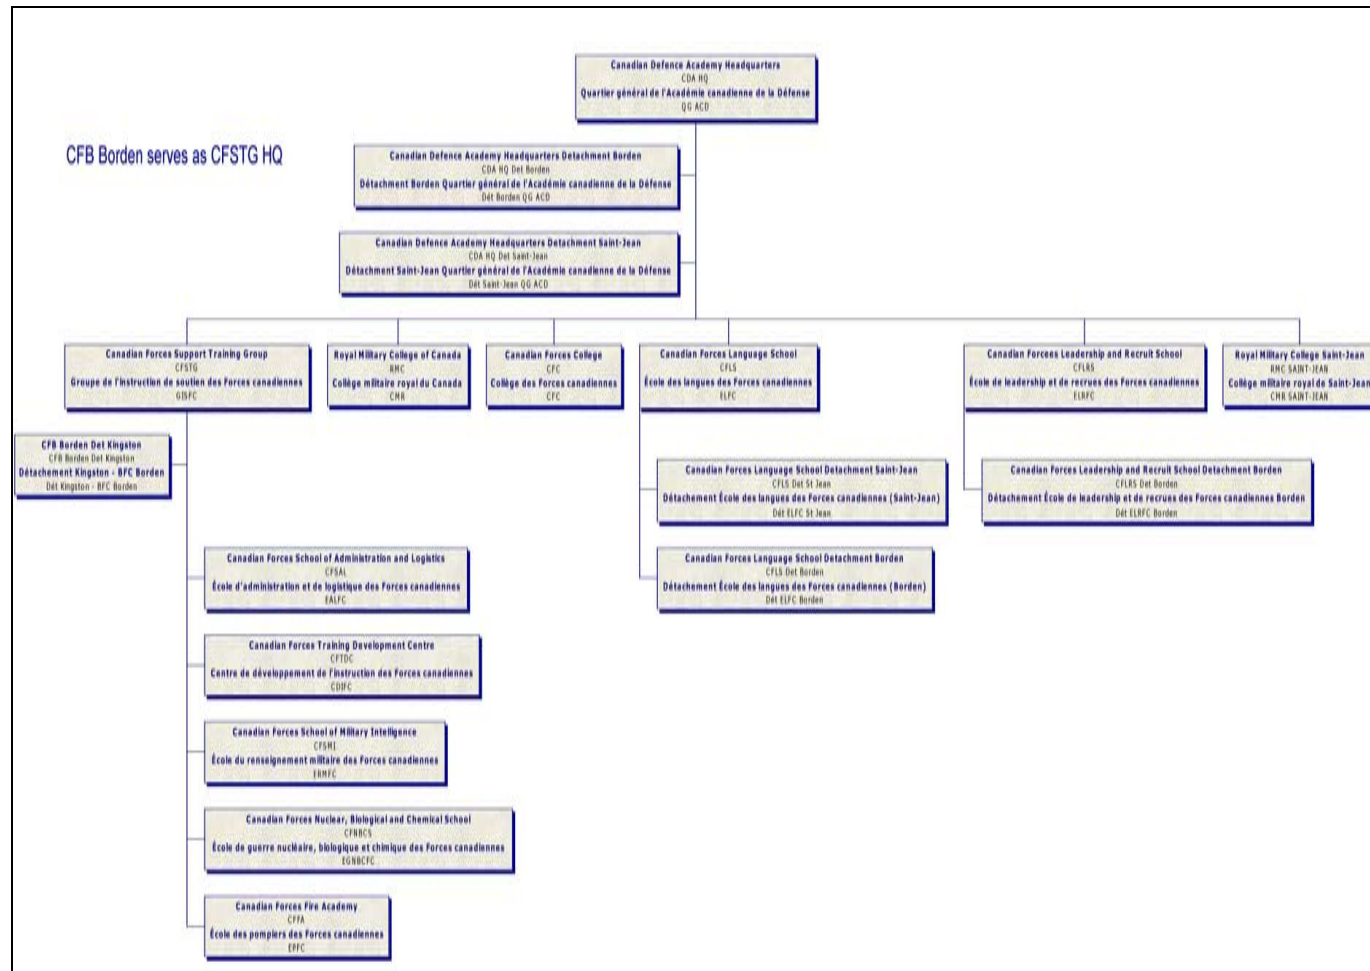 Canadian Defence Academy Headquarters
CDA HQ
Quartier général de l'Académie canadienne de la Défense
QG ACD
CFB Borden serves as CFSTG HQ
Canadian Defence Academy Headquarters Detachment Borden
CDA HQ Det Borden
Détachment Borden Quartier général de l'Académie canadienne de la Défense
Dét Borden QG ACD
Canadian Defence Academy Headquarters Detachment Saint-Jean
CDA HQ Det Saint-Jean
Détachment Saint-Jean Quartier général de l'Académie canadienne de la Défense
Dét Saint-Jean QG ACD
Canadian Forces Support Training Group
CFSTG
Groupe de l'instruction de soutien des Forces canadiennes
GISFC
Royal Military College of Canada
RMC
Collège militaire royal du Canada
CMR
Canadian Forces College
CFC
Collège des Forces canadiennes
CFC
Canadian Forces Language School
CFLS
École des langues des Forces canadiennes
ELFC
Canadian Forcees Leadership and Recruit School
CFLRS
École de leadership et de recrues des Forces canadiennes
ELRFC
Royal Military College Saint-Jean
RMC SAINT-JEAN
Collège militaire royal de Saint-Jean
CMR SAINT-JEAN
CFB Borden Det Kingston
CFB Borden Det Kingston
Détachement Kingston - BFC Borden
Dét Kingston - BFC Borden
Canadian Forces Language School Detachment Saint-Jean
CFLS Det St Jean
Détachement École des langues des Forces canadiennes (Saint-Jean)
Dét ELFC St Jean
Canadian Forces Leadership and Recruit School Detachment Borden
CFLRS Det Borden
Détachement École de leadership et de recrues des Forces canadiennes Borden
Dét ELRFC Borden
Canadian Forces Language School Detachment Borden
CFLS Det Borden
Détachement École des langues des Forces canadiennes (Borden)
Dét ELFC Borden
Canadian Forces School of Administration and Logistics
CFSAL
École d'administration et de logistique des Forces canadiennes
EALFC
Canadian Forces Training Development Centre
CFTDC
Centre de développement de l'instruction des Forces canadiennes
CDIFC
Canadian Forces School of Military Intelligence
CFSMI
École du renseignement militaire des Forces canadiennes
ERMFC
Canadian Forces Nuclear, Biological and Chemical School
CFNBCS
École de guerre nucléaire, biologique et chimique des Forces canadiennes
EGNBCFC
Canadian Forces Fire Academy
CFFA
École des pompiers des Forces canadiennes
EPFC